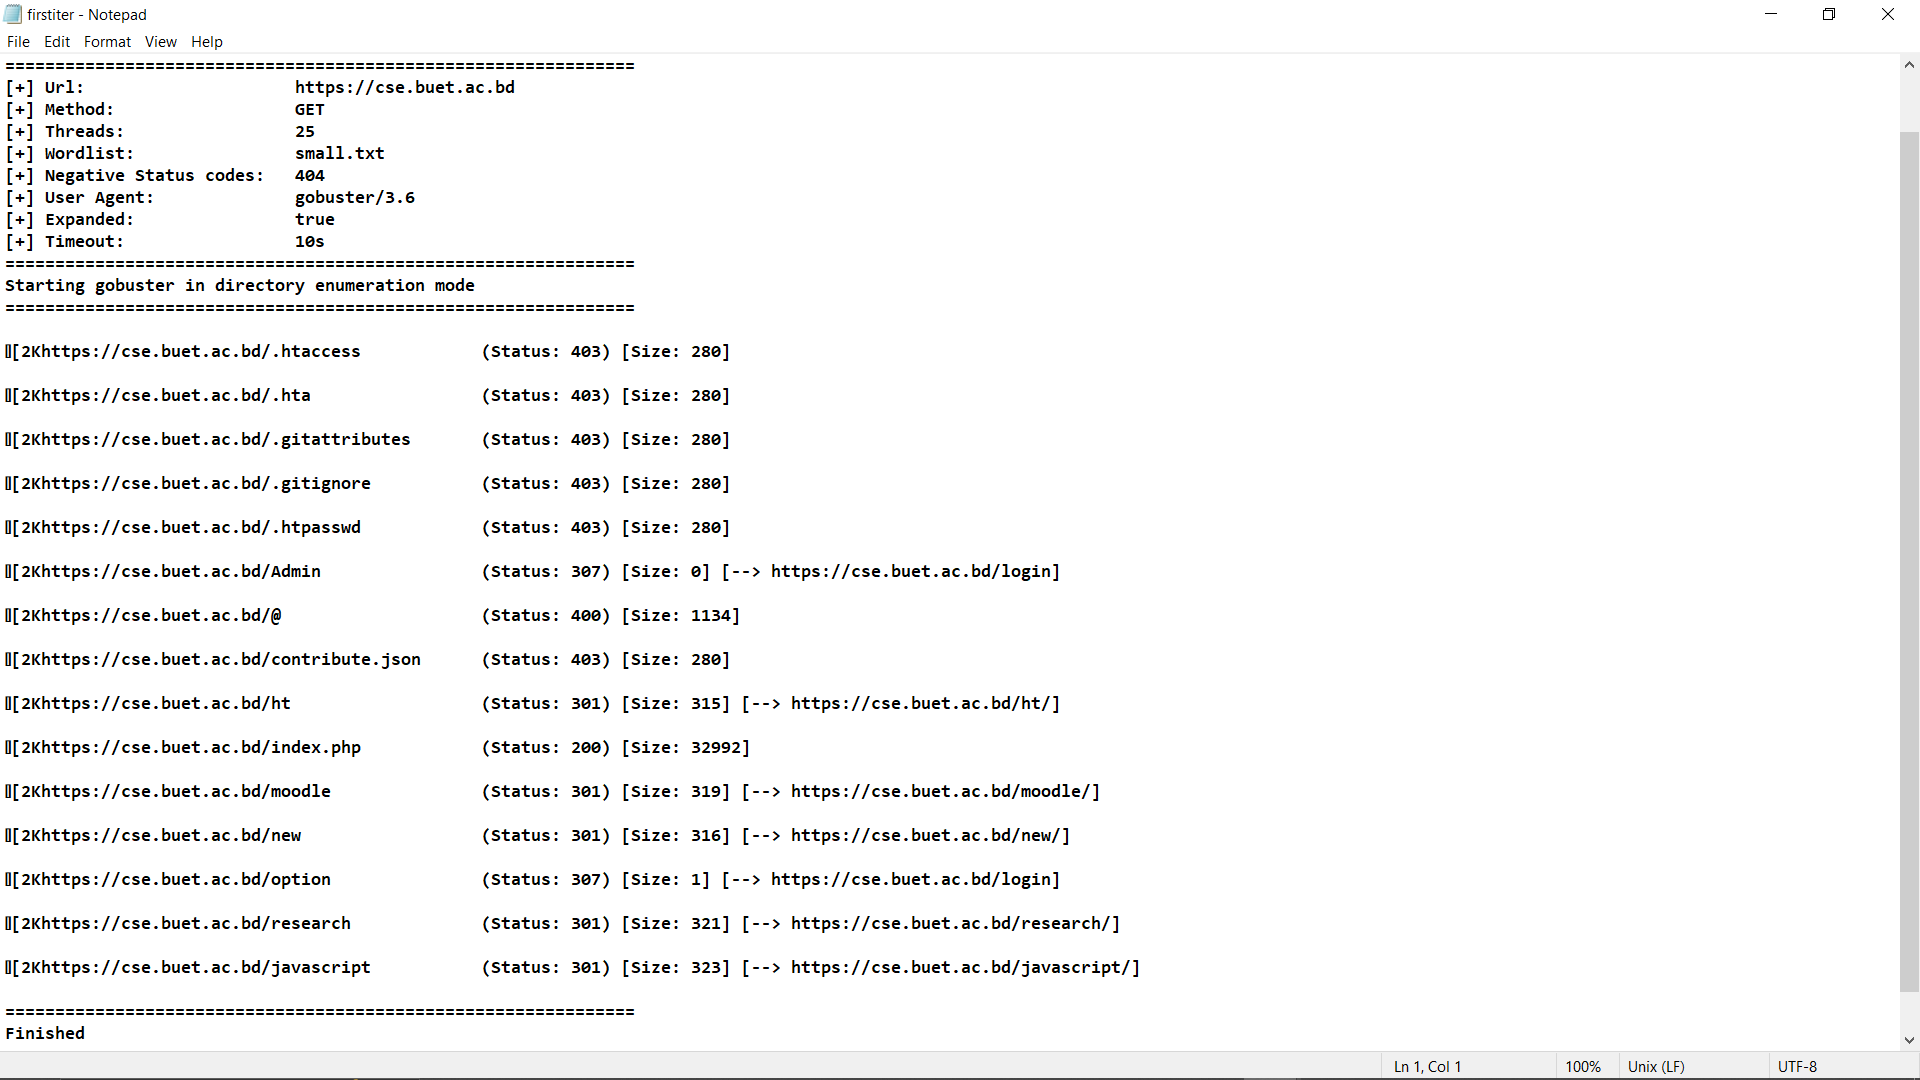 firstiter - Notepad
File Edit Format View Help
===============================================================
[+] Url:                     https://cse.buet.ac.bd
[+] Method:                  GET
[+] Threads:                 25
[+] Wordlist:                small.txt
[+] Negative Status codes:   404
[+] User Agent:              gobuster/3.6
[+] Expanded:                true
[+] Timeout:                 10s
===============================================================
Starting gobuster in directory enumeration mode
===============================================================
[2Khttps://cse.buet.ac.bd/.htaccess            (Status: 403) [Size: 280]
[2Khttps://cse.buet.ac.bd/.hta                 (Status: 403) [Size: 280]
[2Khttps://cse.buet.ac.bd/.gitattributes       (Status: 403) [Size: 280]
[2Khttps://cse.buet.ac.bd/.gitignore           (Status: 403) [Size: 280]
[2Khttps://cse.buet.ac.bd/.htpasswd            (Status: 403) [Size: 280]
[2Khttps://cse.buet.ac.bd/Admin                (Status: 307) [Size: 0] [--> https://cse.buet.ac.bd/login]
[2Khttps://cse.buet.ac.bd/@                    (Status: 400) [Size: 1134]
[2Khttps://cse.buet.ac.bd/contribute.json      (Status: 403) [Size: 280]
[2Khttps://cse.buet.ac.bd/ht                   (Status: 301) [Size: 315] [--> https://cse.buet.ac.bd/ht/]
[2Khttps://cse.buet.ac.bd/index.php            (Status: 200) [Size: 32992]
[2Khttps://cse.buet.ac.bd/moodle               (Status: 301) [Size: 319] [--> https://cse.buet.ac.bd/moodle/]
[2Khttps://cse.buet.ac.bd/new                  (Status: 301) [Size: 316] [--> https://cse.buet.ac.bd/new/]
[2Khttps://cse.buet.ac.bd/option               (Status: 307) [Size: 1] [--> https://cse.buet.ac.bd/login]
[2Khttps://cse.buet.ac.bd/research             (Status: 301) [Size: 321] [--> https://cse.buet.ac.bd/research/]
[2Khttps://cse.buet.ac.bd/javascript           (Status: 301) [Size: 323] [--> https://cse.buet.ac.bd/javascript/]
===============================================================
Finished
Ln 1, Col 1 100% Unix (LF) UTF-8